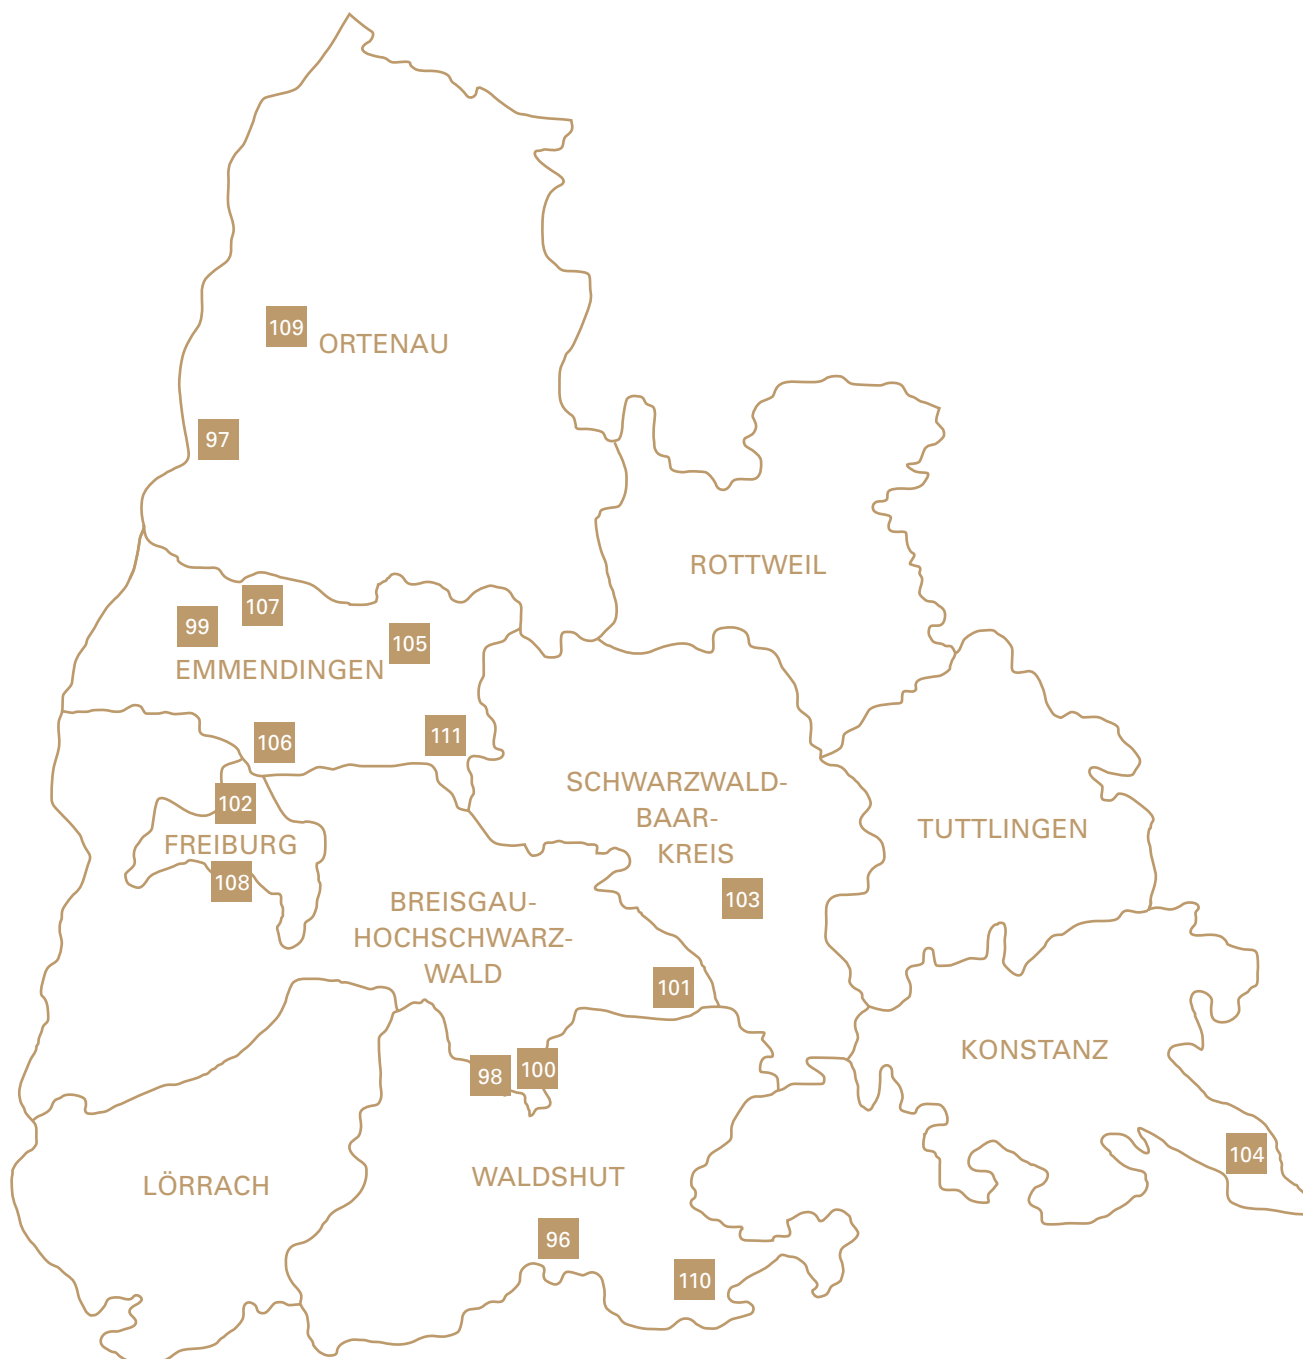 109
ORTENAU
97
ROTTWEIL
107
99
105
EMMENDINGEN
106
111
SCHWARZWALD-
BAAR-
KREIS
102
FREIBURG
TUTTLINGEN
108
103
BREISGAU-
HOCHSCHWARZ-
WALD
101
KONSTANZ
98
100
104
LÖRRACH
WALDSHUT
96
110